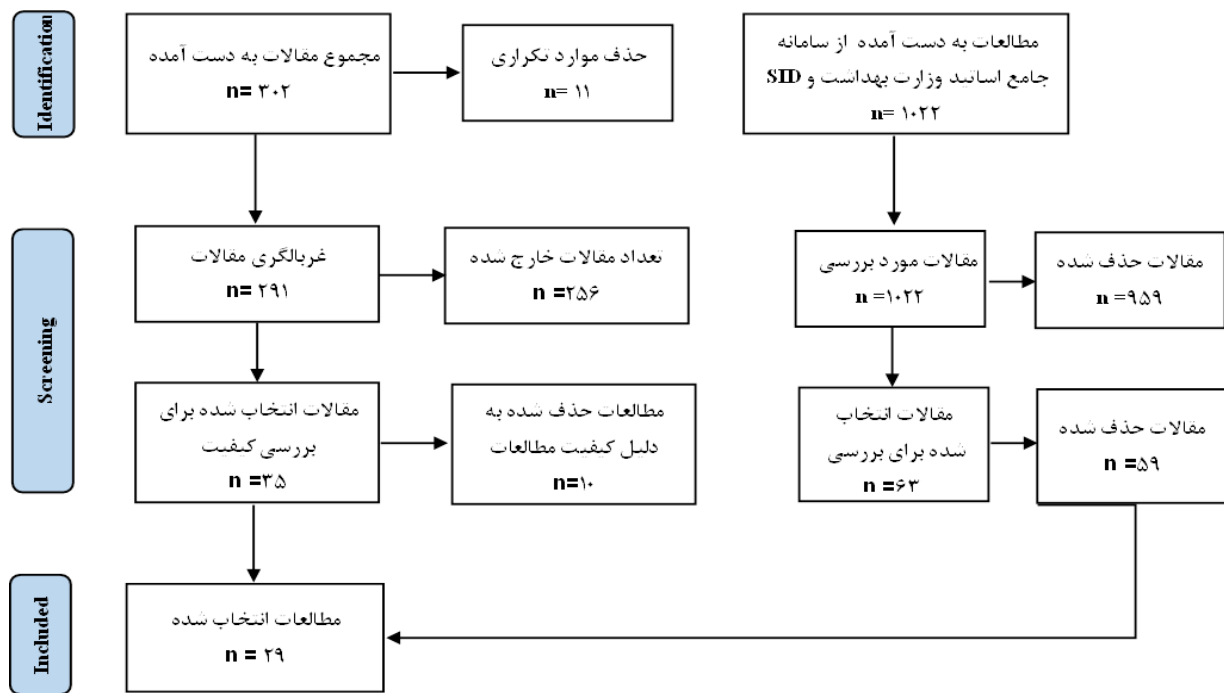 Identification
مجموع مقالات به دست آمده
n= ۳۰۲
حذف موارد تکراری
n= ۱۱
مطالعات به دست آمده از سامانه
جامع اساتید وزارت بهداشت و SID
n= ۱۰۲۲
Screening
غربالگری مقالات
n= ۲۹۱
تعداد مقالات خارج شده
n =۲۵۶
مقالات مورد بررسی
n =۱۰۲۲
مقالات حذف شده
n =۹۵۹
مقالات انتخاب شده برای
بررسی کیفیت
n =۳۵
مطالعات حذف شده به
دلیل کیفیت مطالعات
n=۱۰
مقالات انتخاب
شده برای بررسی
n =۶۳
مقالات حذف شده
n =۵۹
Included
مطالعات انتخاب شده
n = ۲۹